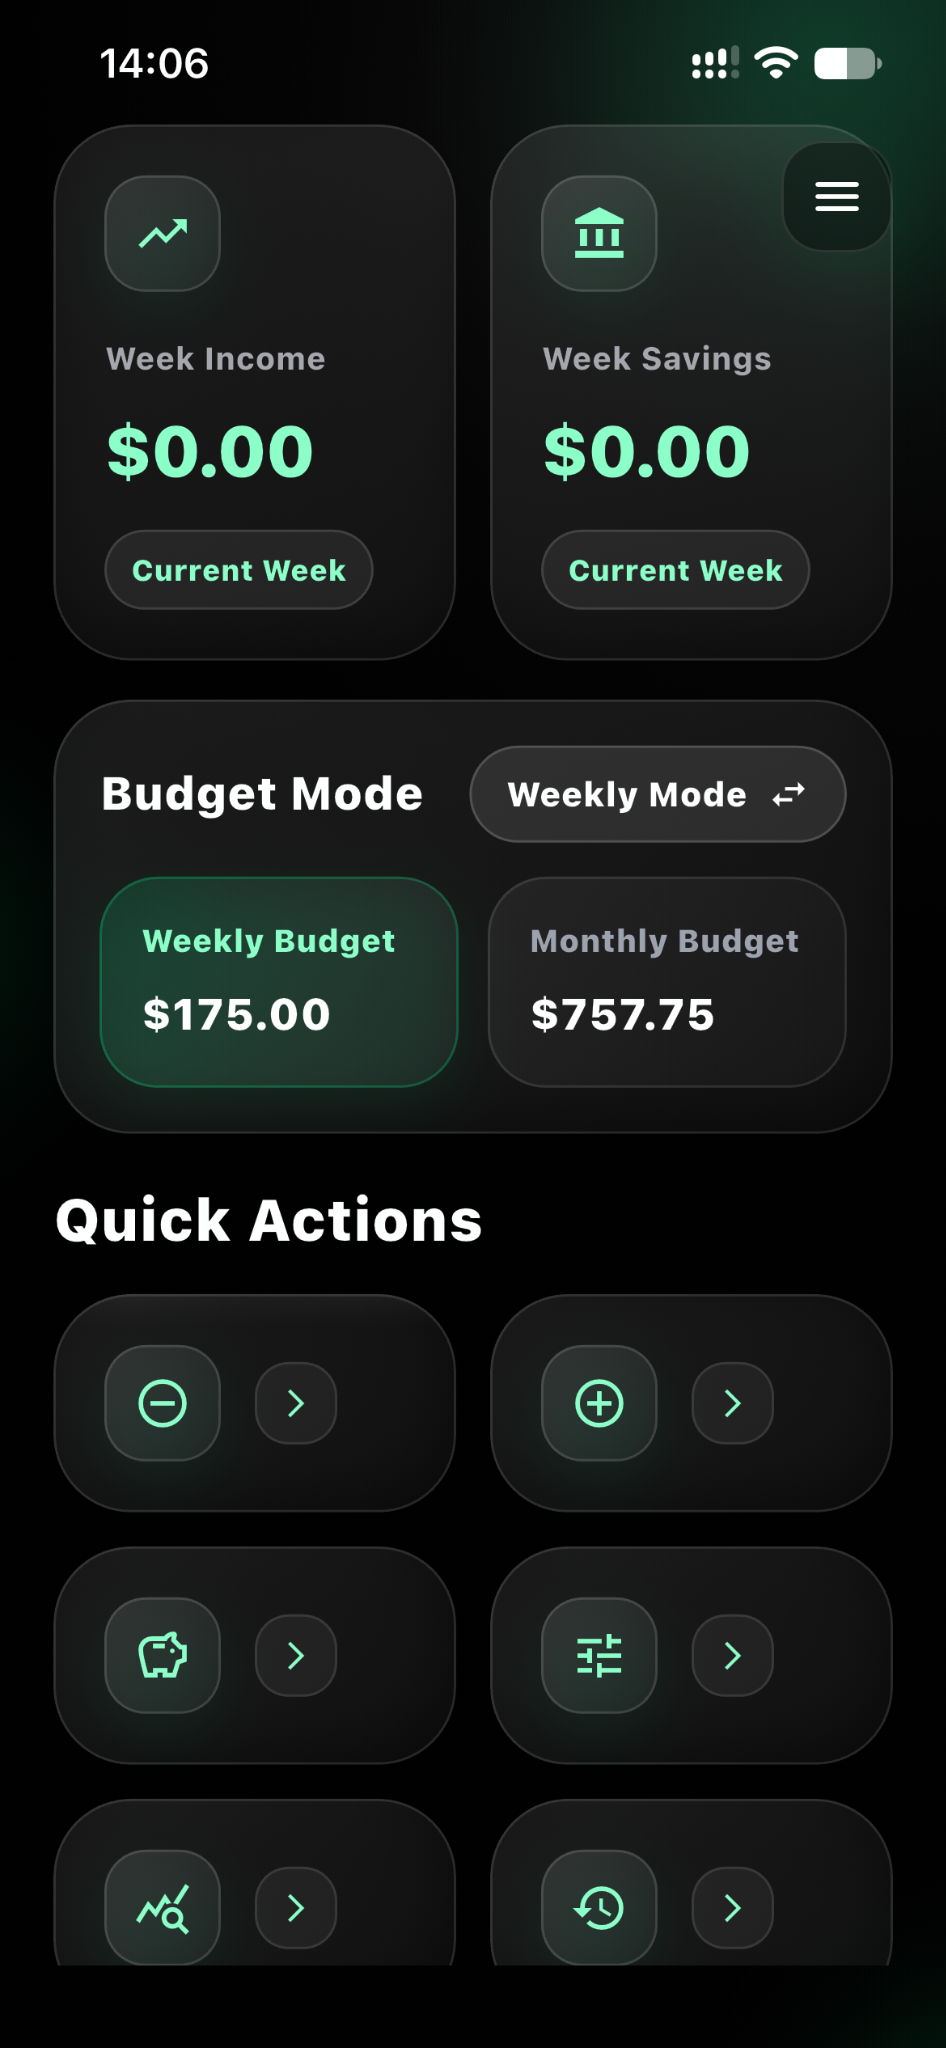 14:06
Week Income
$0.00
Current Week
Week Savings
$0.00
Current Week
Budget Mode
Weekly Mode
Weekly Budget
$175.00
Monthly Budget
$757.75
Quick Actions